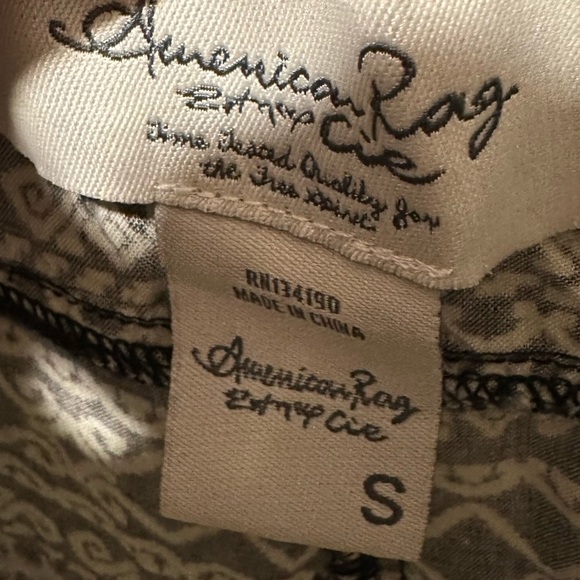 American Rag
Cie
Time Tested Quality for
the Free Spirit
RN134190
MADE IN CHINA
American Rag
Cie
S